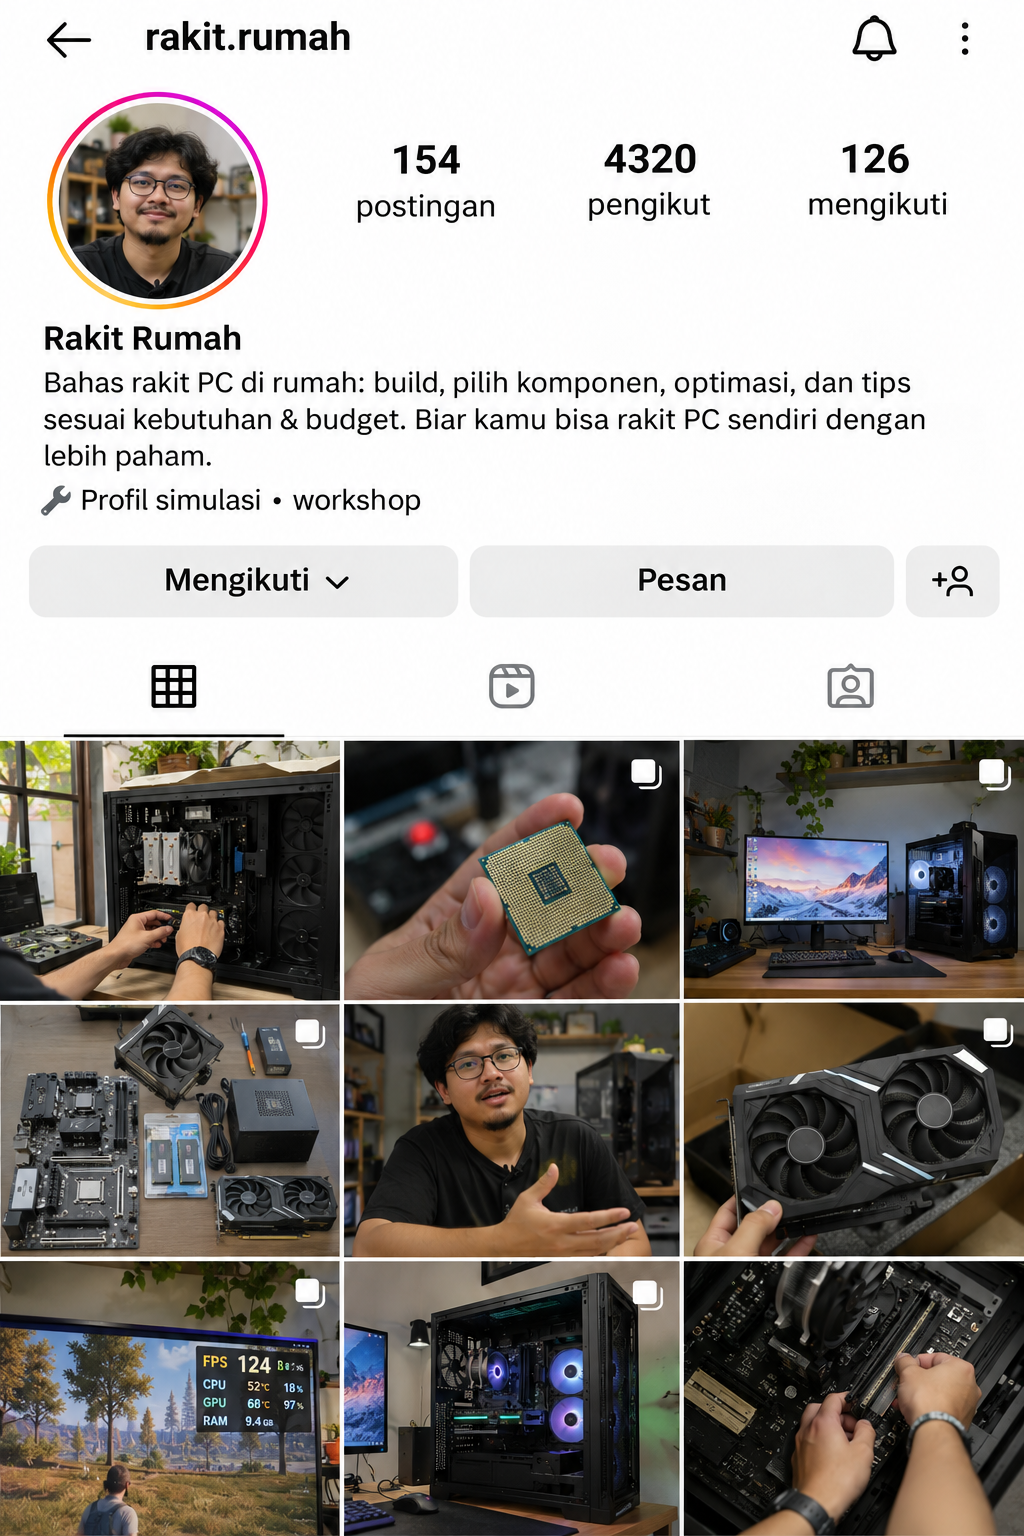 rakit.rumah
154
postingan
4320
pengikut
126
mengikuti
Rakit Rumah
Bahas rakit PC di rumah: build, pilih komponen, optimasi, dan tips
sesuai kebutuhan & budget. Biar kamu bisa rakit PC sendiri dengan
lebih paham.
Profil simulasi • workshop
Mengikuti
Pesan
FPS 124
CPU 52°C 18%
GPU 68°C 97%
RAM 9.4 GB